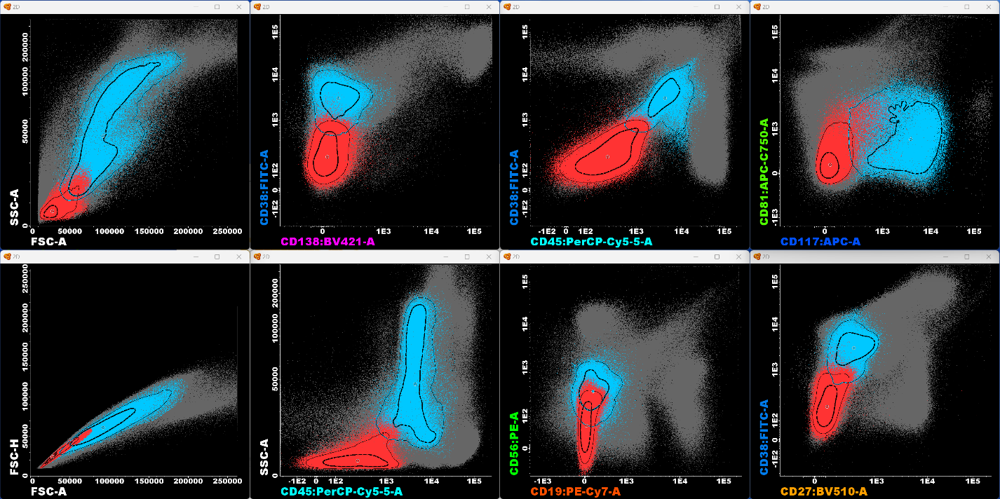 2D
200000
100000
50000
0
SSC-A
0 50000 100000 150000 200000 250000
FSC-A
2D
1E5
1E4
1E3
1E2
0
-1E2
CD38:FITC-A
0 1E3 1E4 1E5
CD138:BV421-A
2D
1E5
1E4
1E3
1E2
0
-1E2
CD38:FITC-A
-1E2 0 1E2 1E3 1E4 1E5
CD45:PerCP-Cy5-5-A
2D
1E5
1E4
1E3
0
-1E3
CD81:APC-C750-A
0 1E3 1E4 1E5
CD117:APC-A
2D
250000
200000
150000
100000
50000
0
FSC-H
0 50000 100000 150000 200000 250000
FSC-A
2D
200000
100000
50000
0
SSC-A
-1E2 0 1E2 1E3 1E4 1E5
CD45:PerCP-Cy5-5-A
2D
1E5
1E4
1E3
1E2
0
CD56:PE-A
-1E3 0 1E3 1E4 1E5
CD19:PE-Cy7-A
2D
1E5
1E4
1E3
1E2
0
-1E2
CD38:FITC-A
0 1E3 1E4 1E5
CD27:BV510-A